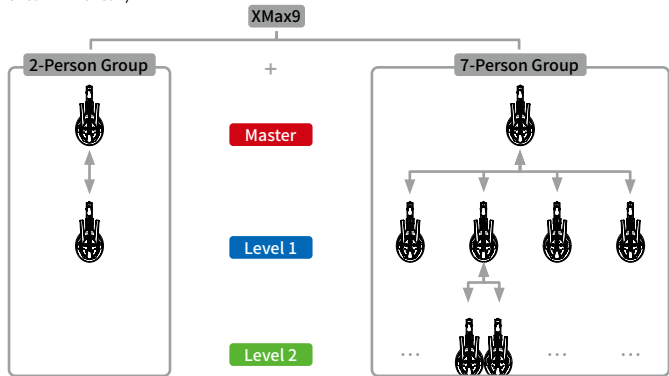 XMax9
2-Person Group
+
7-Person Group
Master
Level 1
Level 2
...
...
...